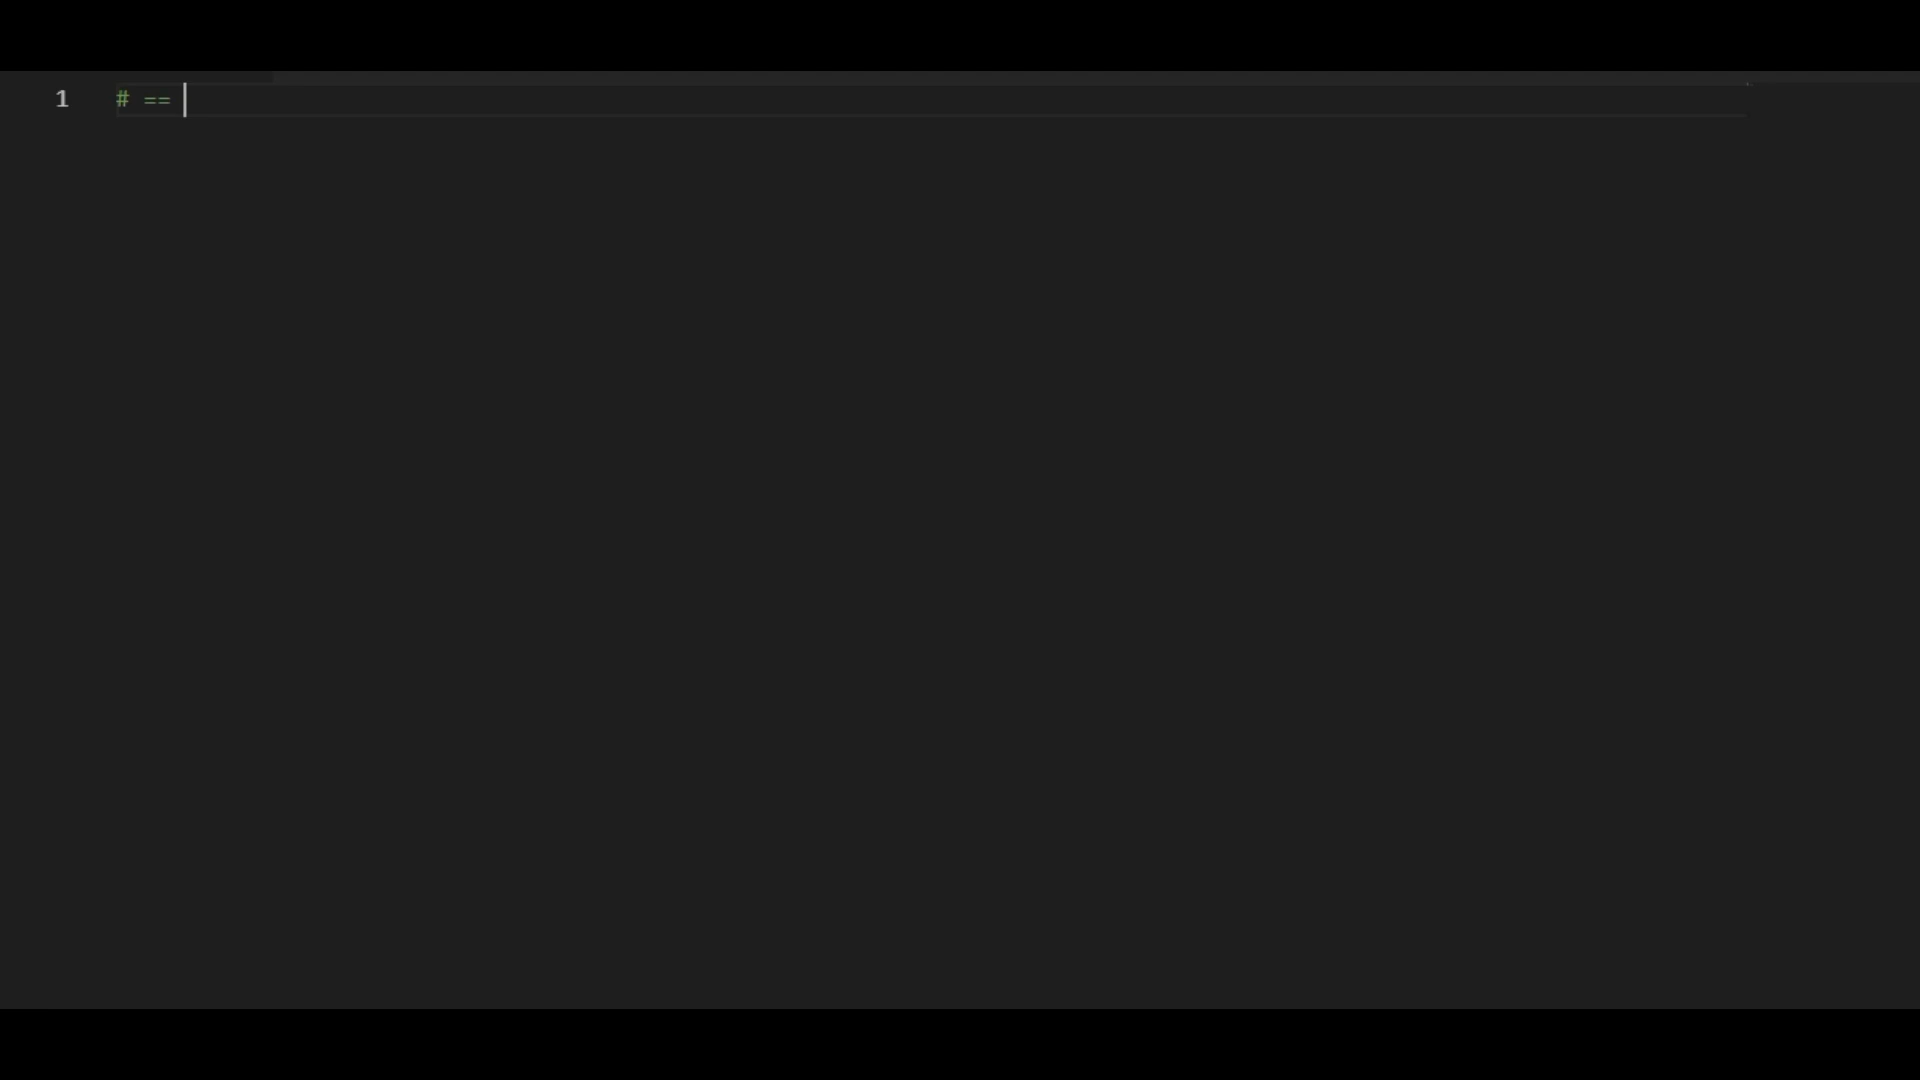 1 # ==